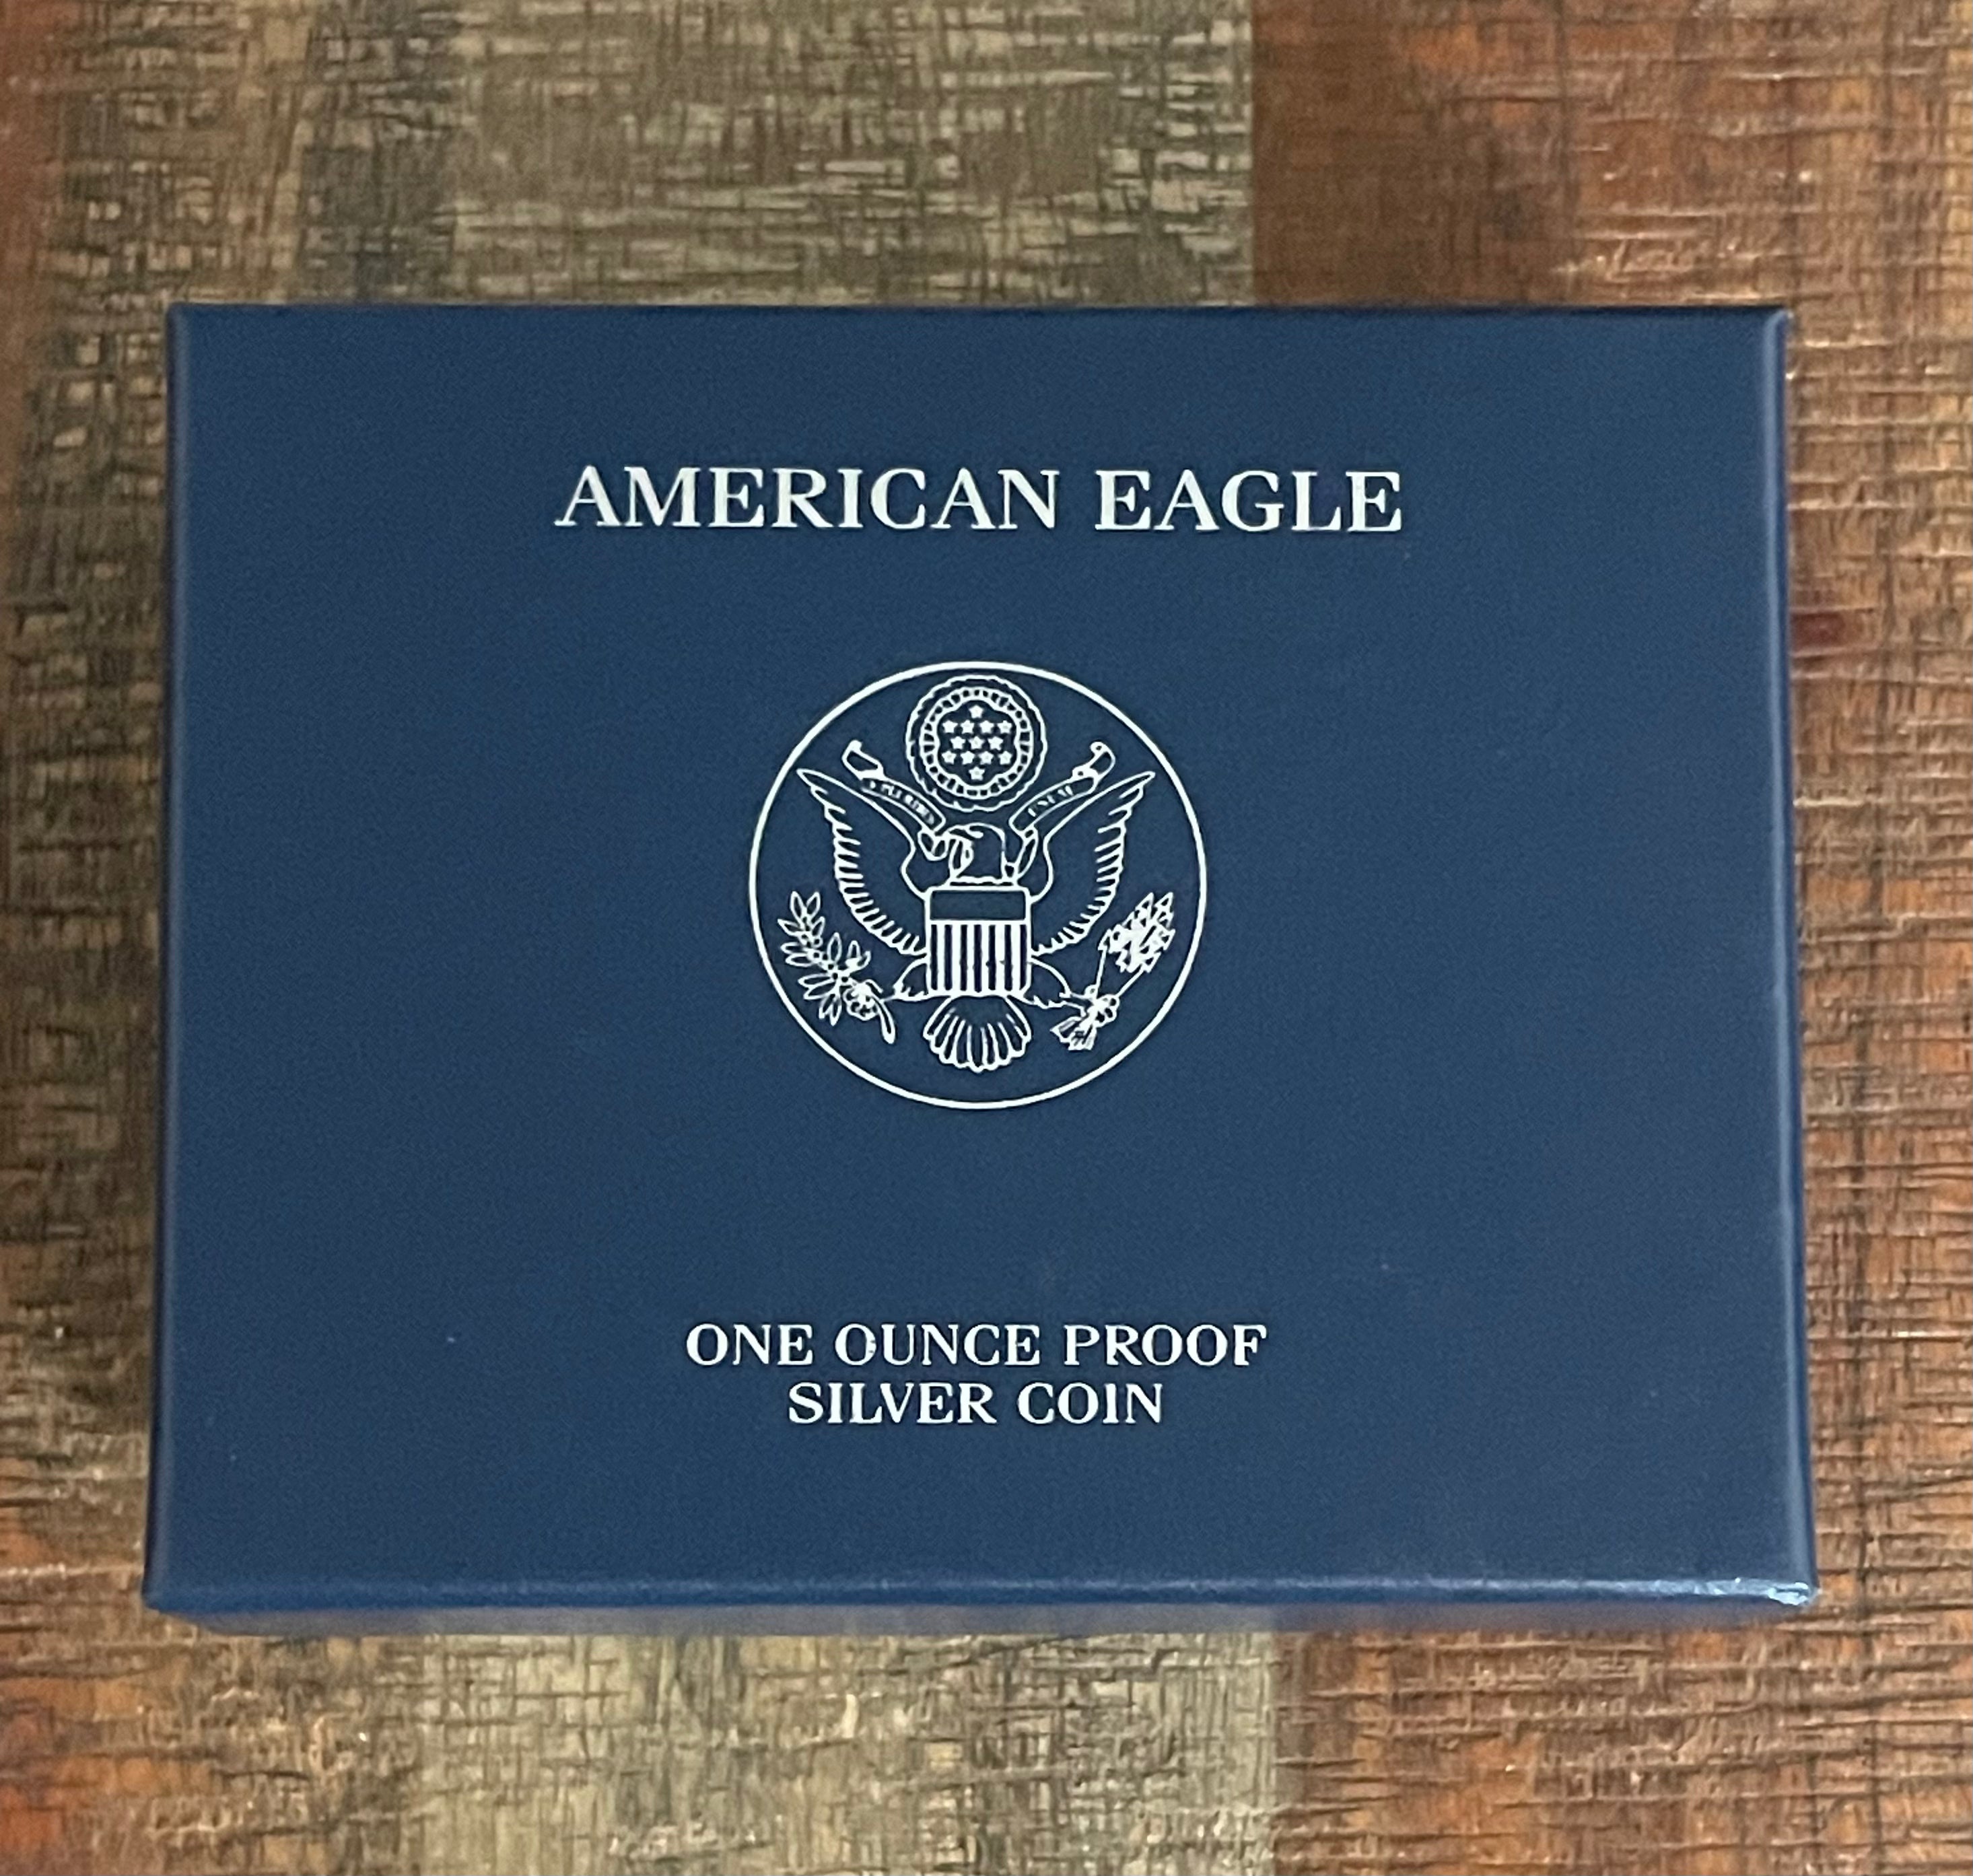 AMERICAN EAGLE
ONE OUNCE PROOF
SILVER COIN